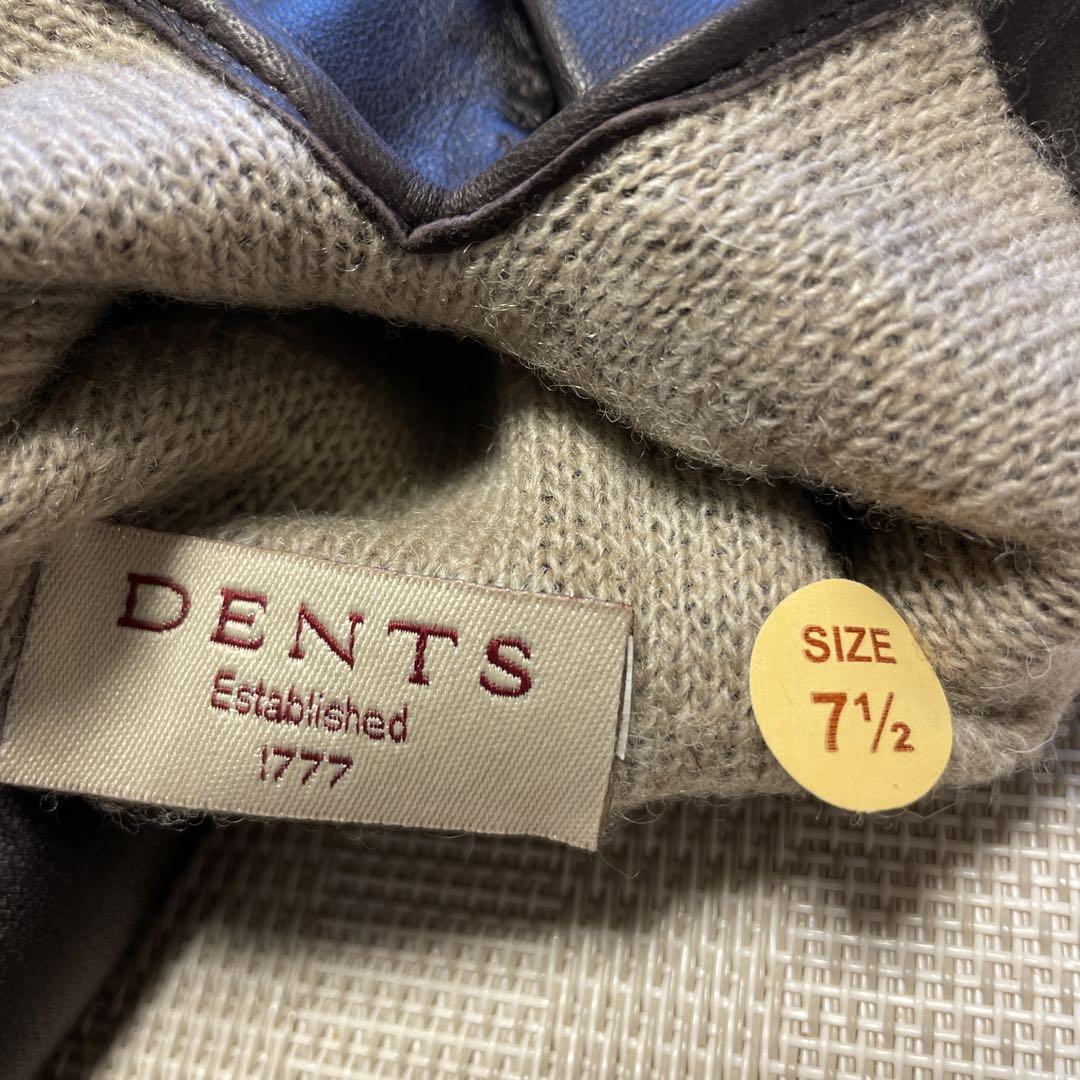 DENTS
Established
1777
SIZE
7½